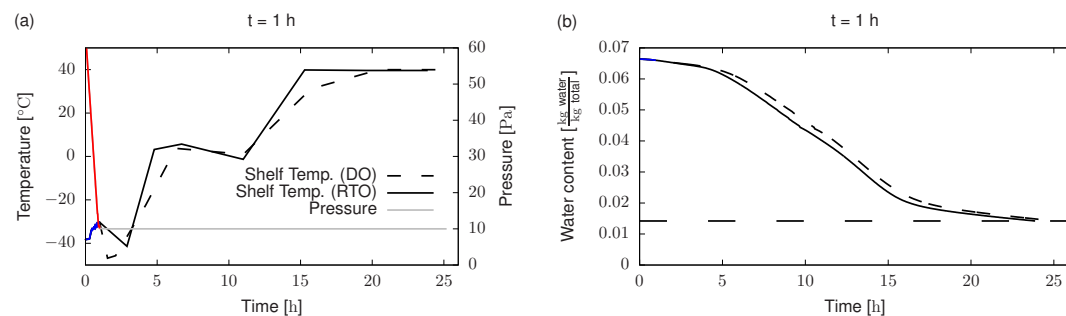 (a)
t = 1 h
Temperature [°C]
40
20
0
−20
−40
0
5
10
15
20
25
Time [h]
60
50
40
30
20
10
0
Pressure [Pa]
Shelf Temp. (DO)
Shelf Temp. (RTO)
Pressure
(b)
t = 1 h
Water content [kg water / kg total]
0.07
0.06
0.05
0.04
0.03
0.02
0.01
0
0
5
10
15
20
25
Time [h]